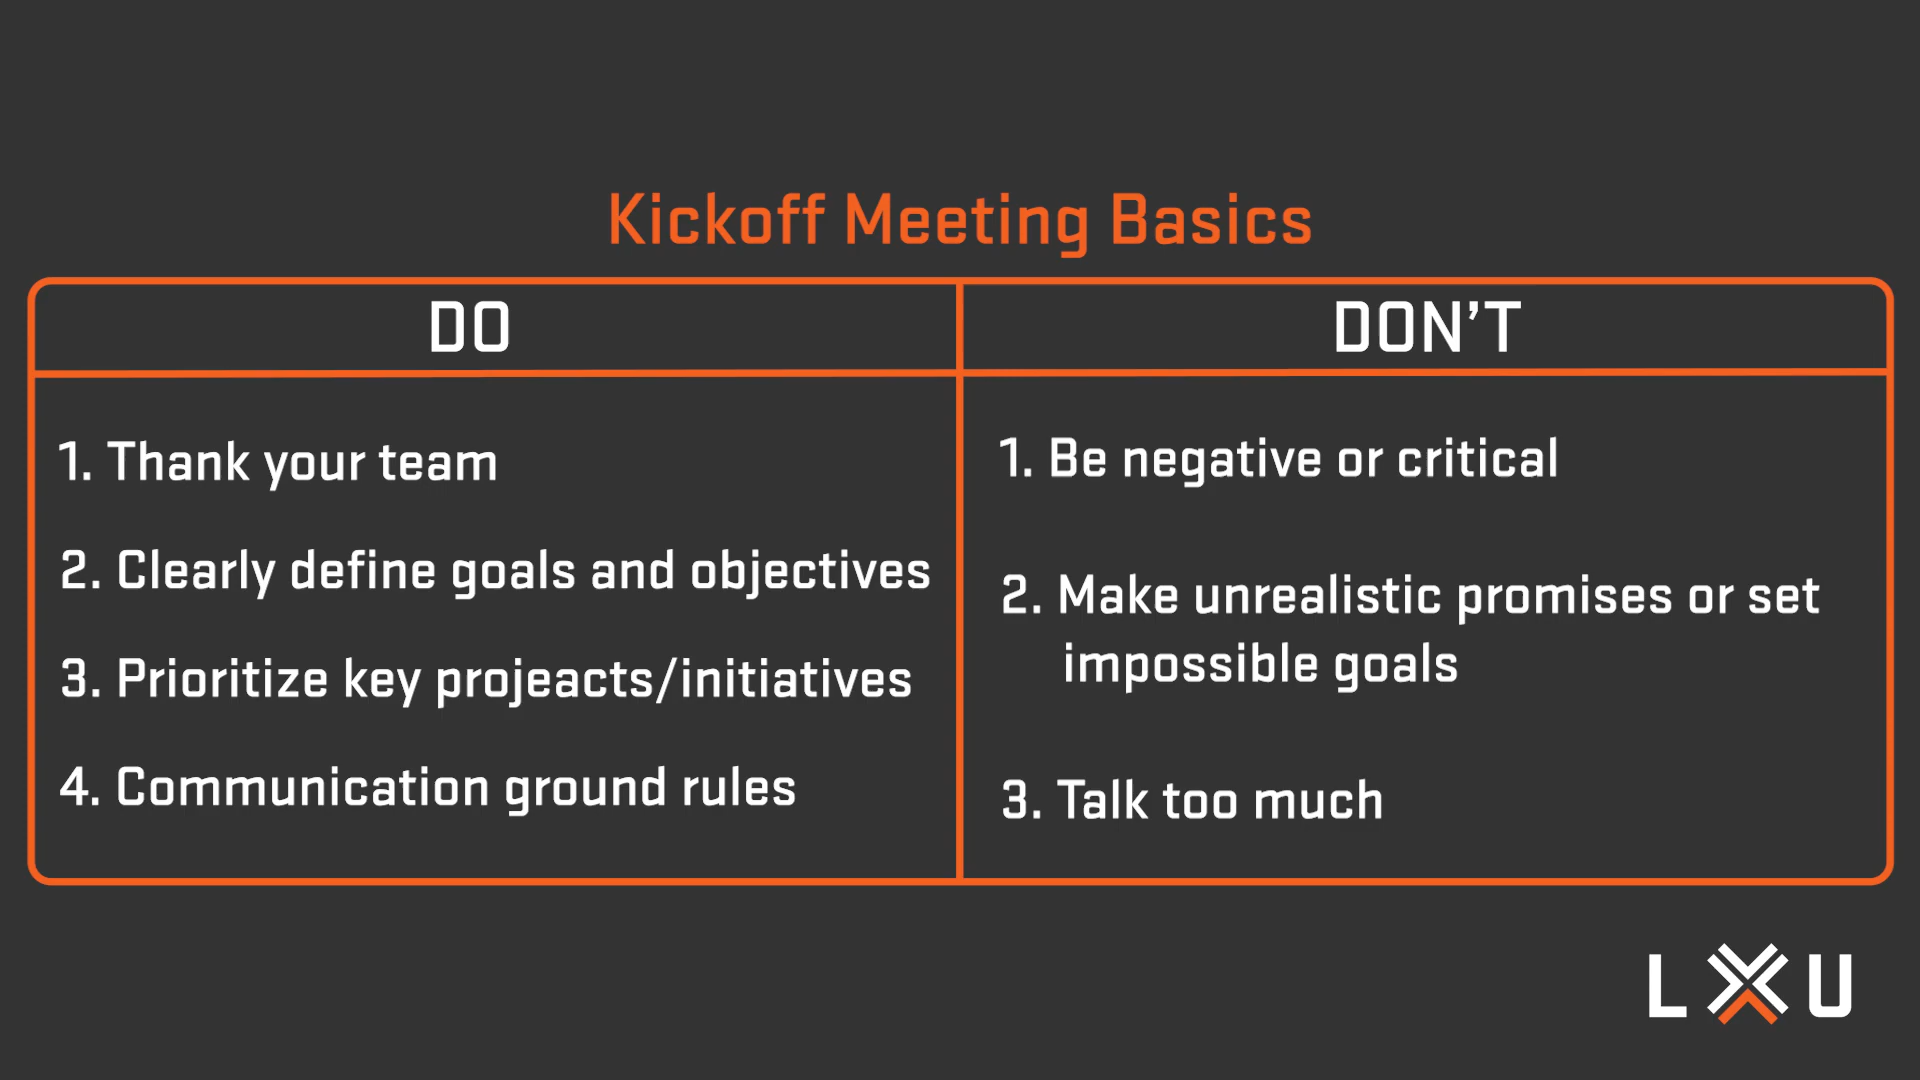 Kickoff Meeting Basics
DO
DON'T
1. Thank your team
2. Clearly define goals and objectives
3. Prioritize key projeacts/initiatives
4. Communication ground rules
1. Be negative or critical
2. Make unrealistic promises or set
impossible goals
3. Talk too much
LXU